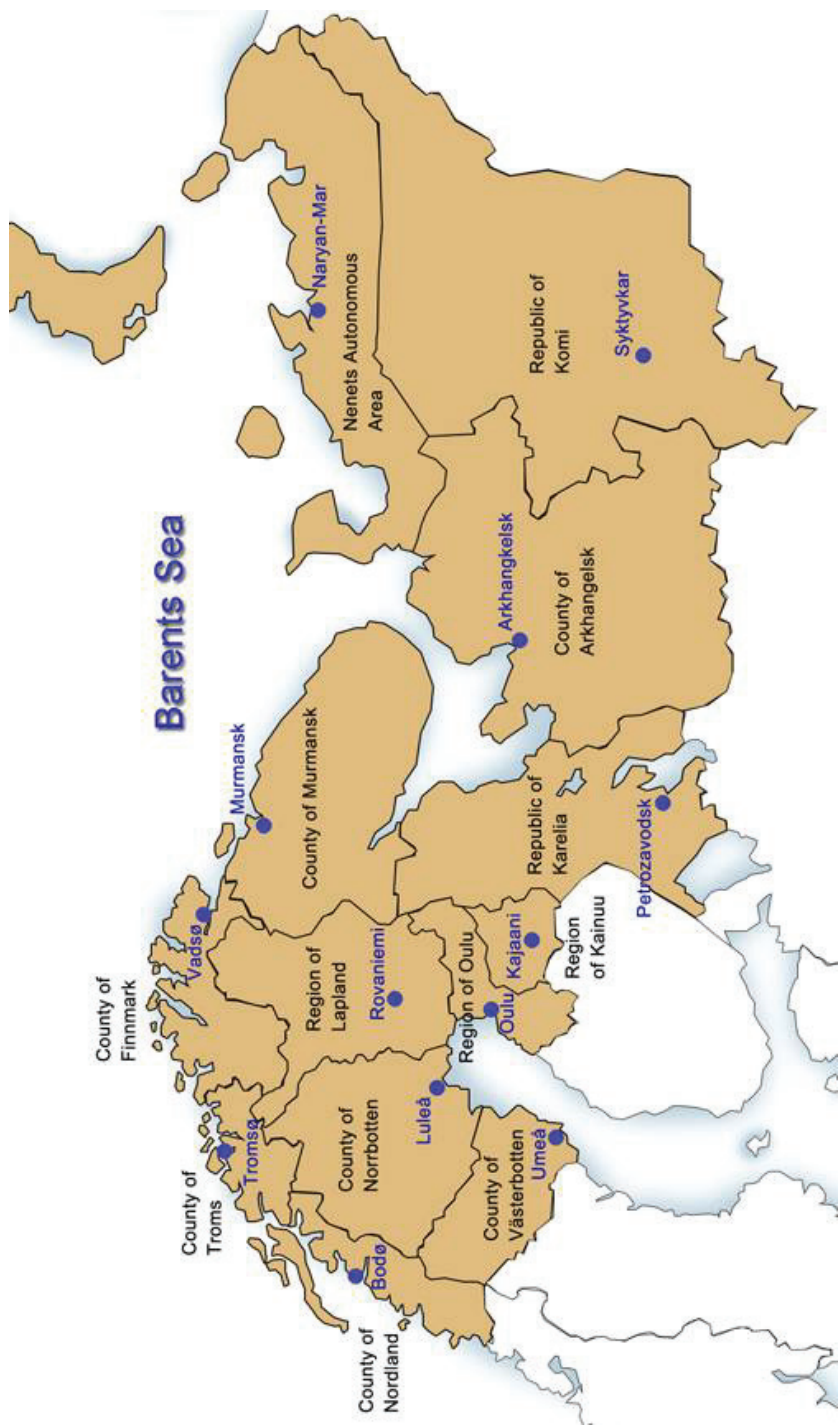 Barents Sea
County of
Finnmark
County of
Troms
County of
Nordland
Vadsø
Tromsø
Bodø
Murmansk
County of Murmansk
Region of
Lapland
Rovaniemi
County of
Norrbotten
Luleå
County of
Västerbotten
Umeå
Region of Oulu
Oulu
Kajaani
Region
of Kainuu
Republic of
Karelia
Petrozavodsk
Arkhangkelsk
County of
Arkhangelsk
Naryan-Mar
Nenets Autonomous
Area
Republic of
Komi
Syktyvkar